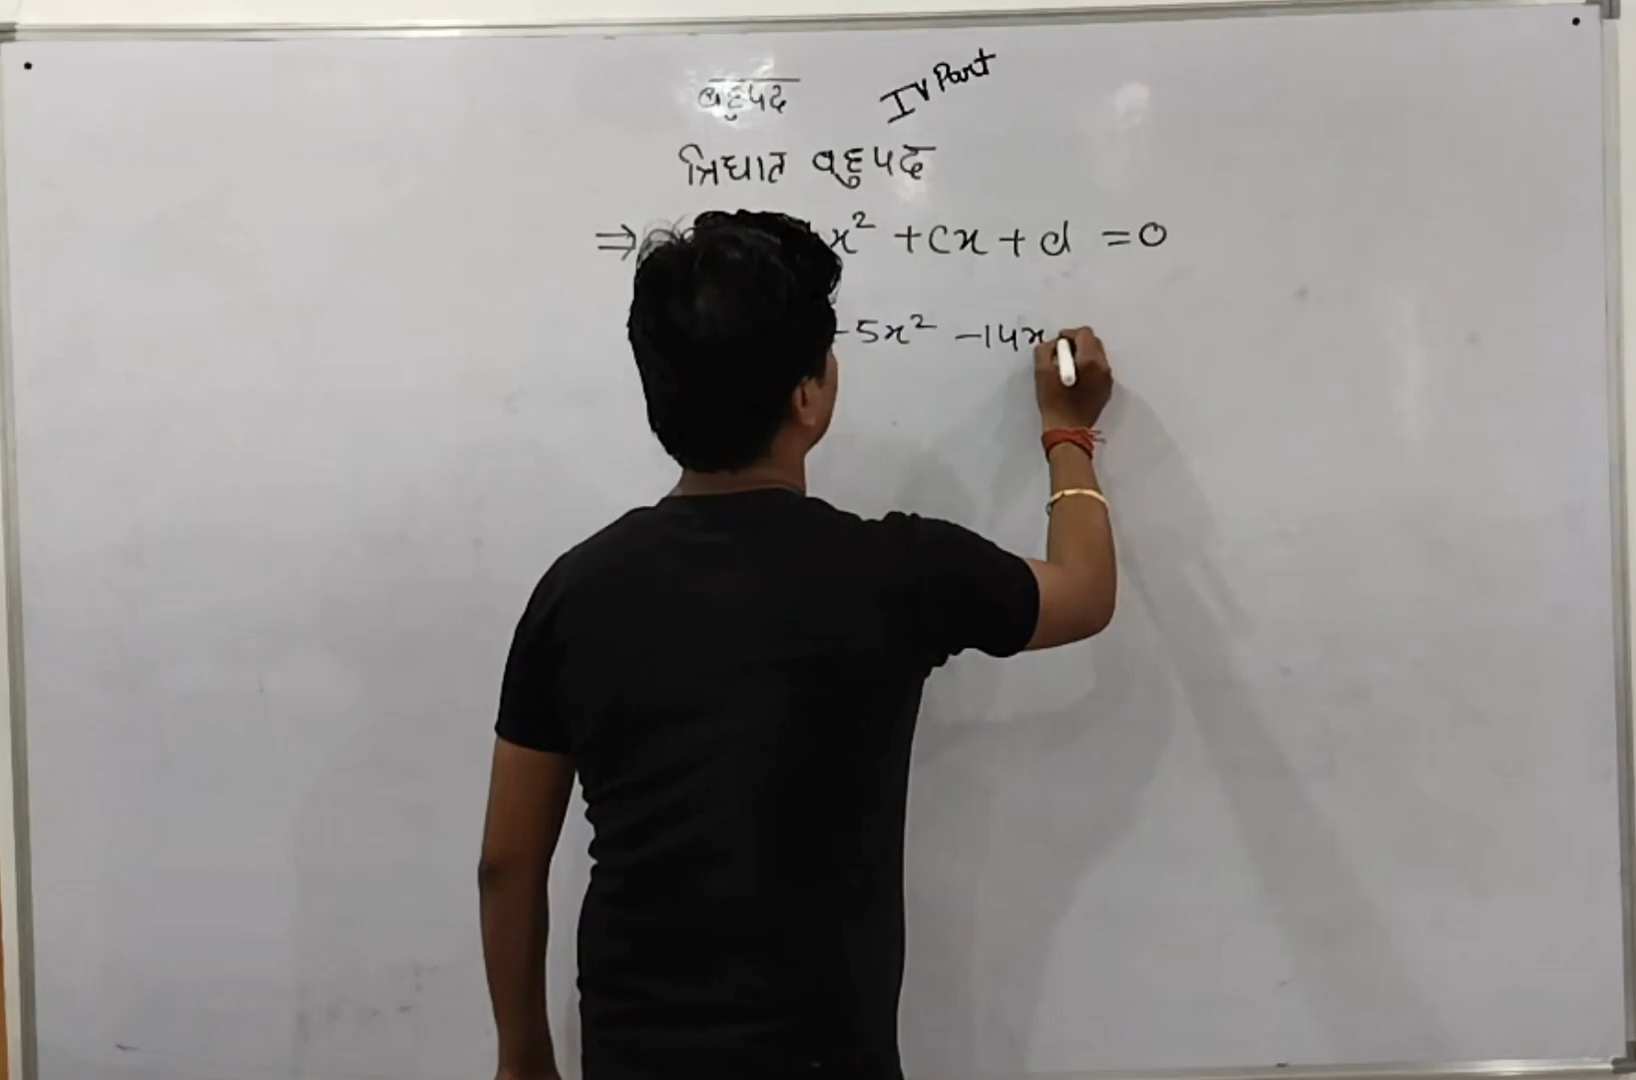 बहुपद
IV Part
त्रिघात बहुपद
⇒ x² + cx + d = 0
- 5x² - 14x